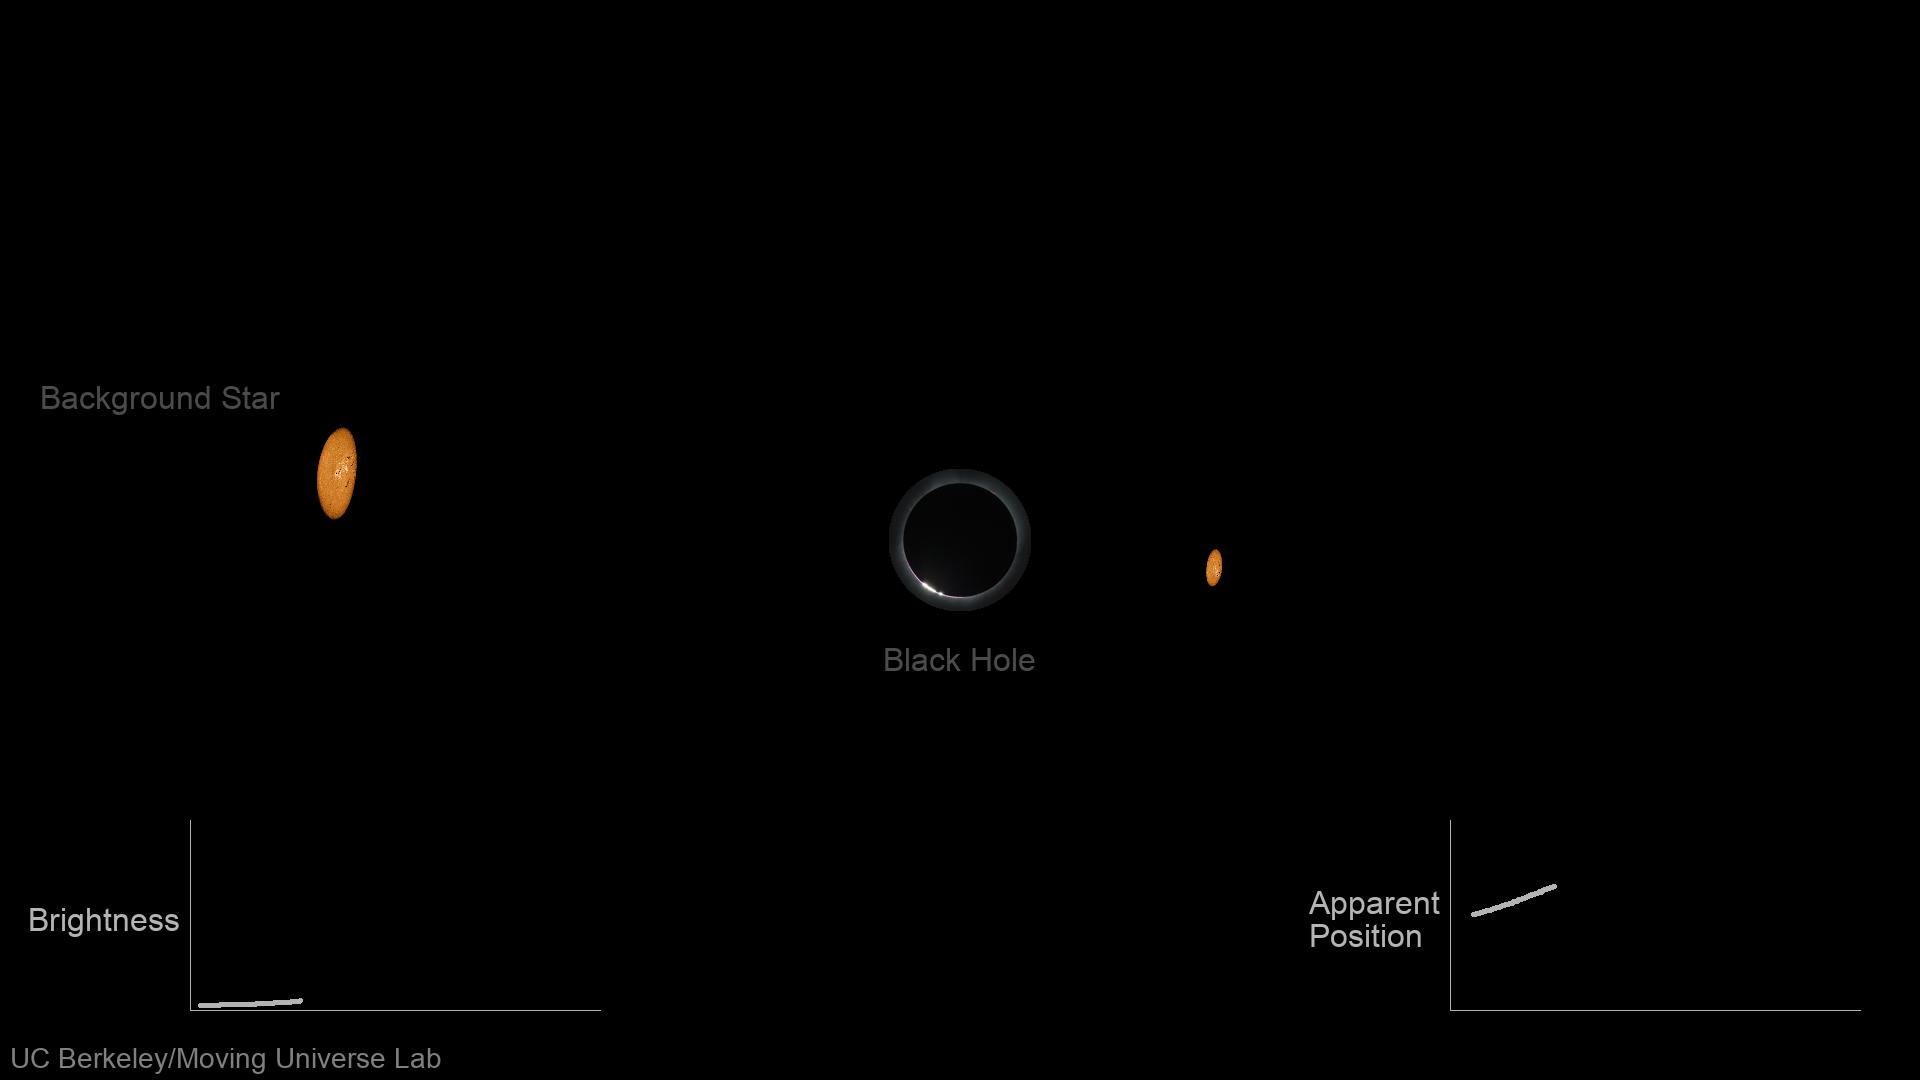 Background Star
Black Hole
Brightness
Apparent
Position
UC Berkeley/Moving Universe Lab